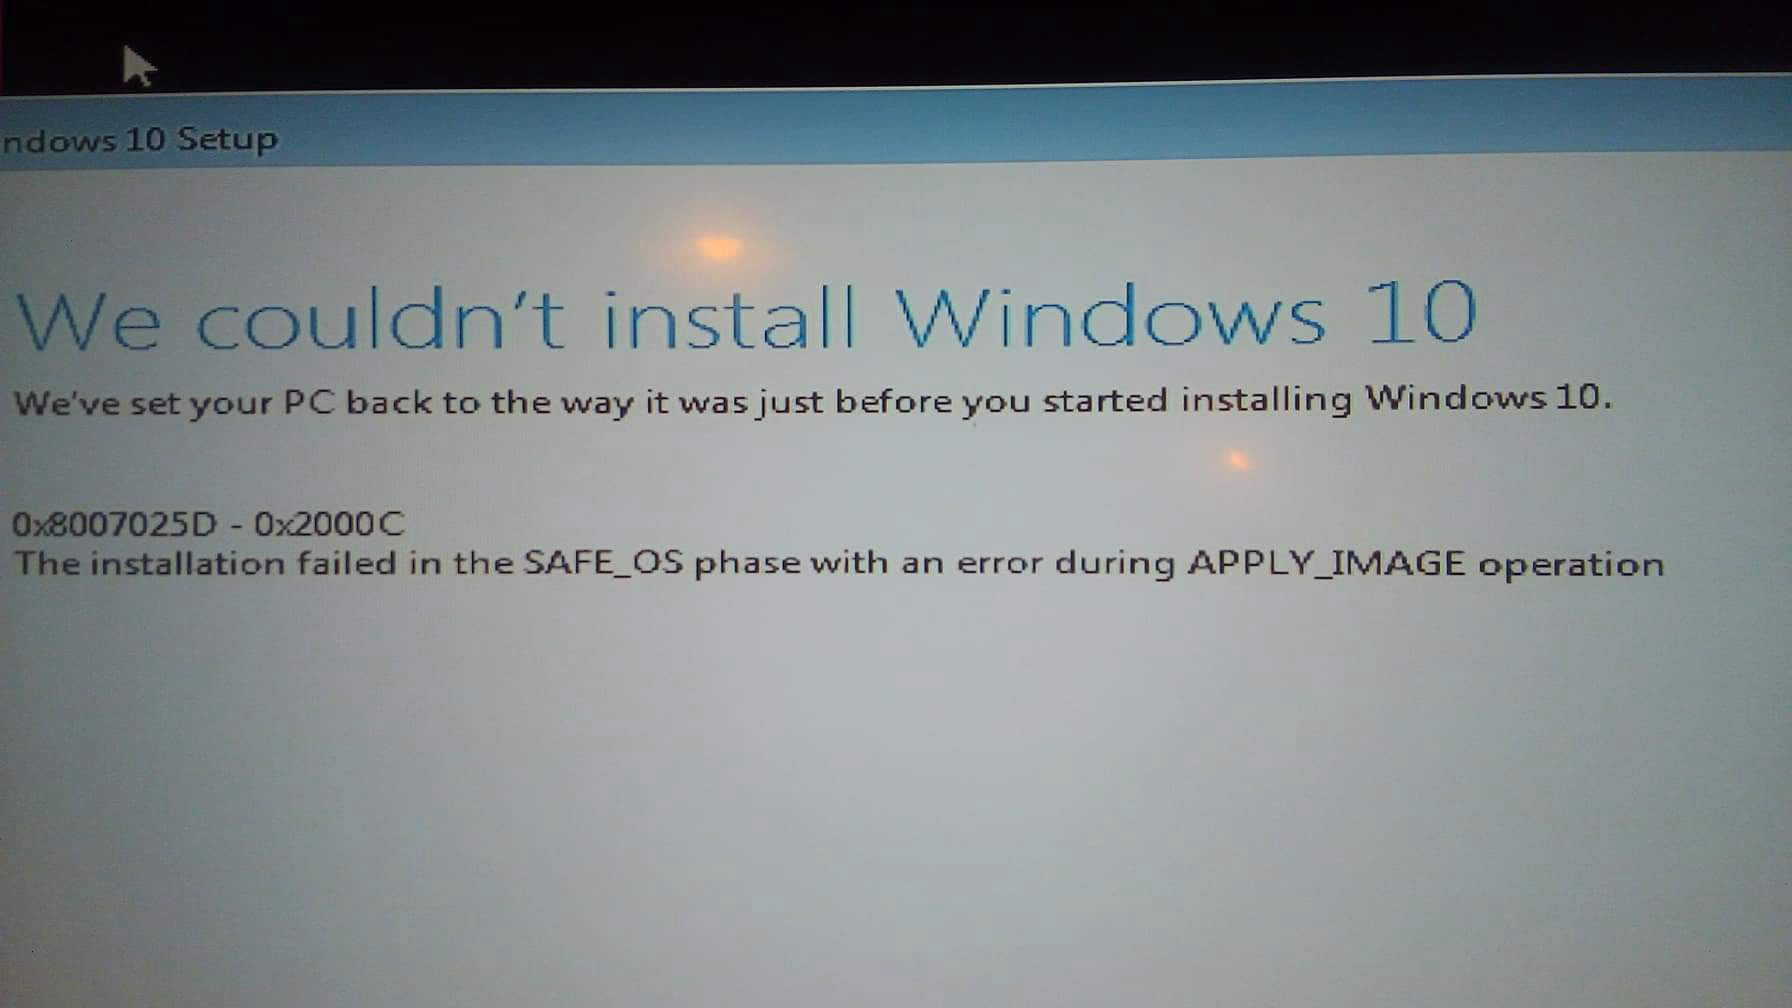 ndows 10 Setup
We couldn't install Windows 10
We've set your PC back to the way it was just before you started installing Windows 10.
0x8007025D - 0x2000C
The installation failed in the SAFE_OS phase with an error during APPLY_IMAGE operation